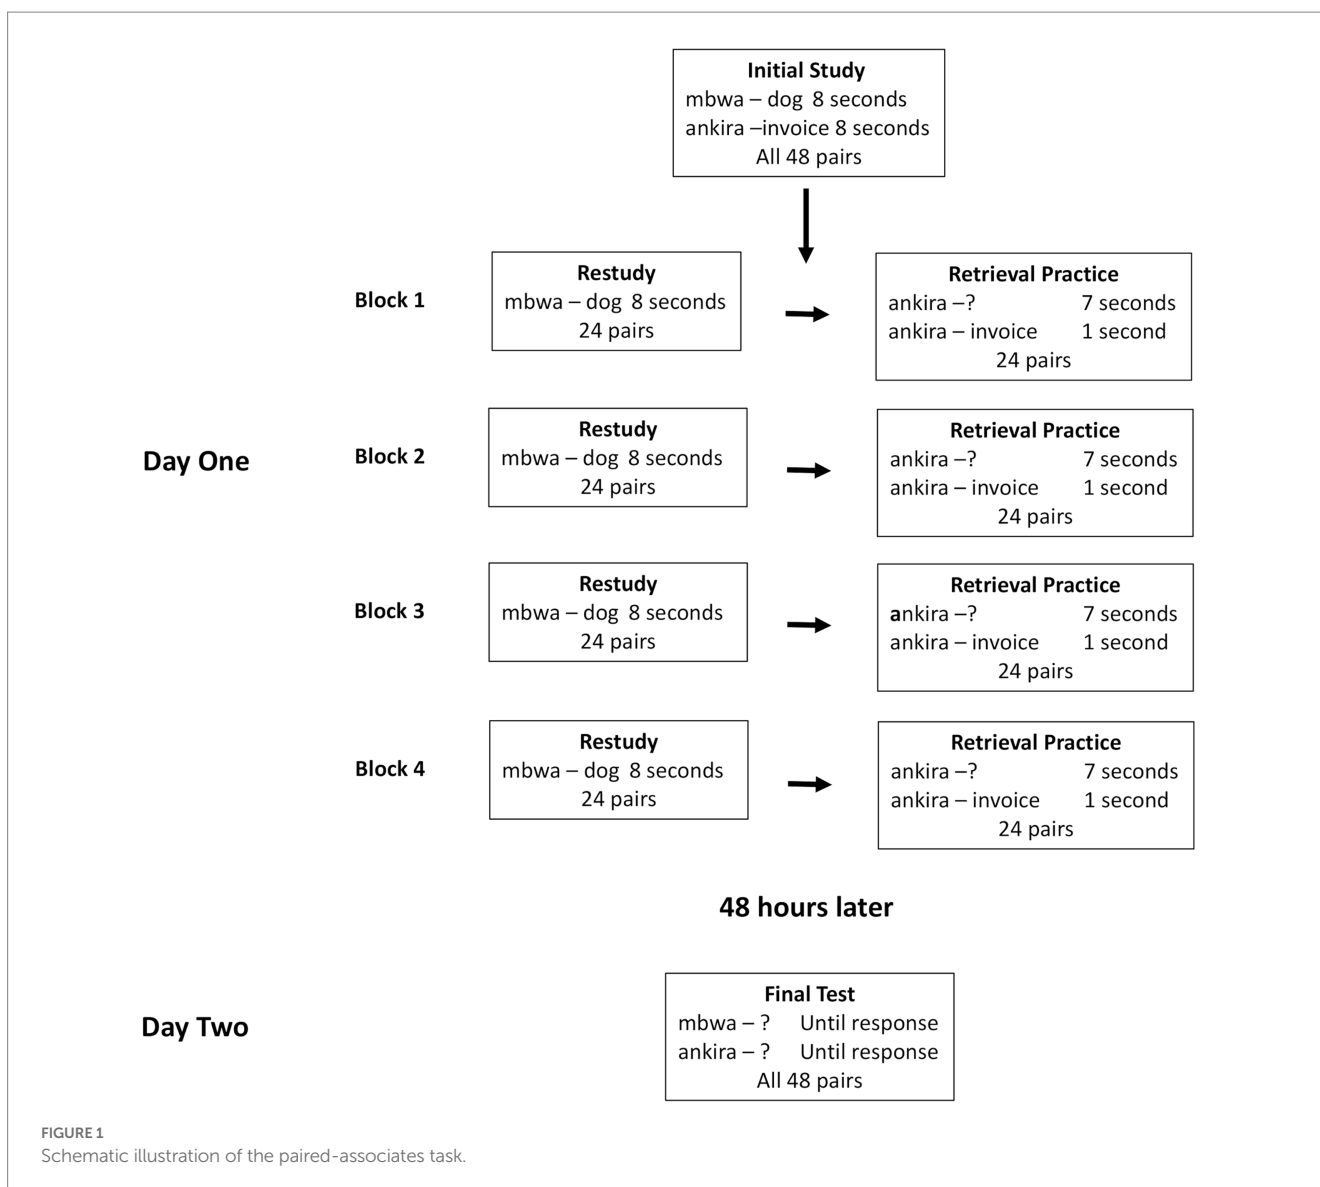 Initial Study
mbwa – dog 8 seconds
ankira –invoice 8 seconds
All 48 pairs
Block 1
Restudy
mbwa – dog 8 seconds
24 pairs
Retrieval Practice
ankira –? 7 seconds
ankira – invoice 1 second
24 pairs
Day One
Block 2
Restudy
mbwa – dog 8 seconds
24 pairs
Retrieval Practice
ankira –? 7 seconds
ankira – invoice 1 second
24 pairs
Block 3
Restudy
mbwa – dog 8 seconds
24 pairs
Retrieval Practice
ankira –? 7 seconds
ankira – invoice 1 second
24 pairs
Block 4
Restudy
mbwa – dog 8 seconds
24 pairs
Retrieval Practice
ankira –? 7 seconds
ankira – invoice 1 second
24 pairs
48 hours later
Day Two
Final Test
mbwa – ? Until response
ankira – ? Until response
All 48 pairs
FIGURE 1
Schematic illustration of the paired-associates task.